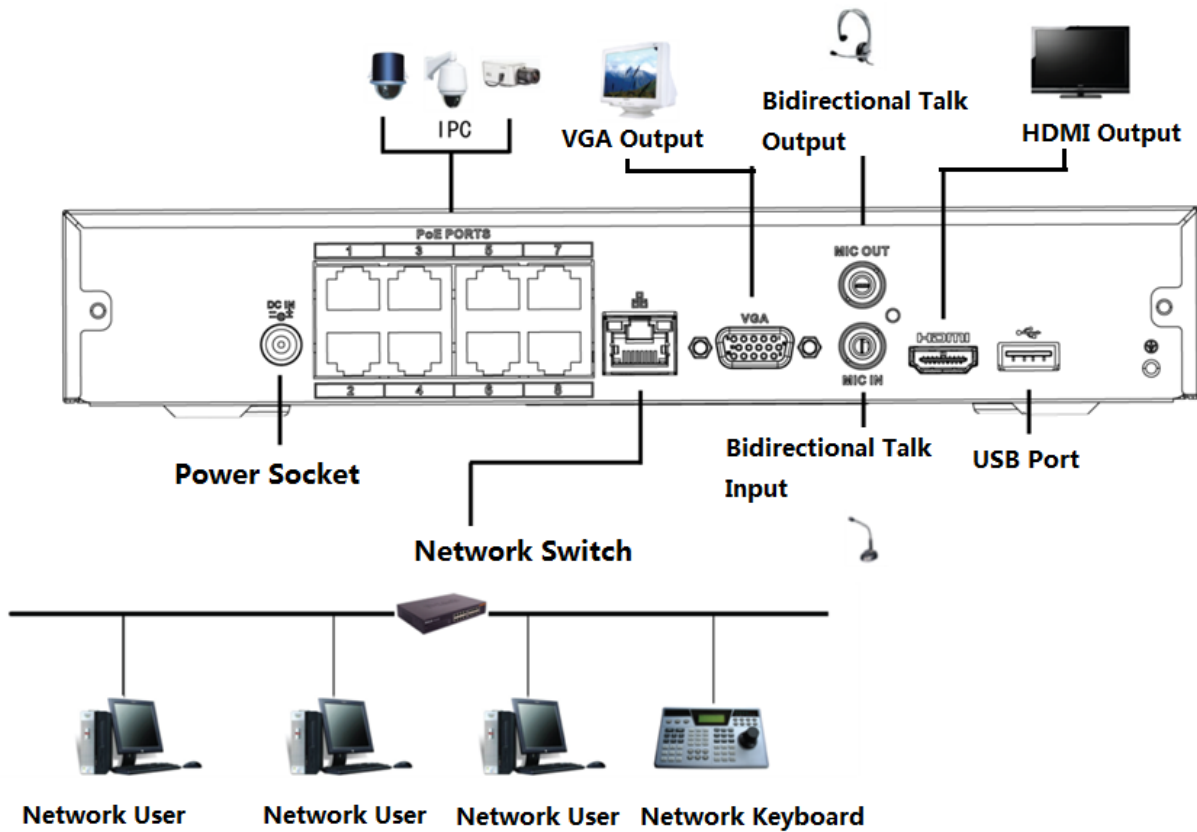 IPC
VGA Output
Bidirectional Talk
Output
HDMI Output
PoE PORTS
1 3 5 7
DC IN
VGA
MIC OUT
MIC IN
HDMI
2 4 6 8
Power Socket
Bidirectional Talk
Input
USB Port
Network Switch
Network User
Network User
Network User
Network Keyboard